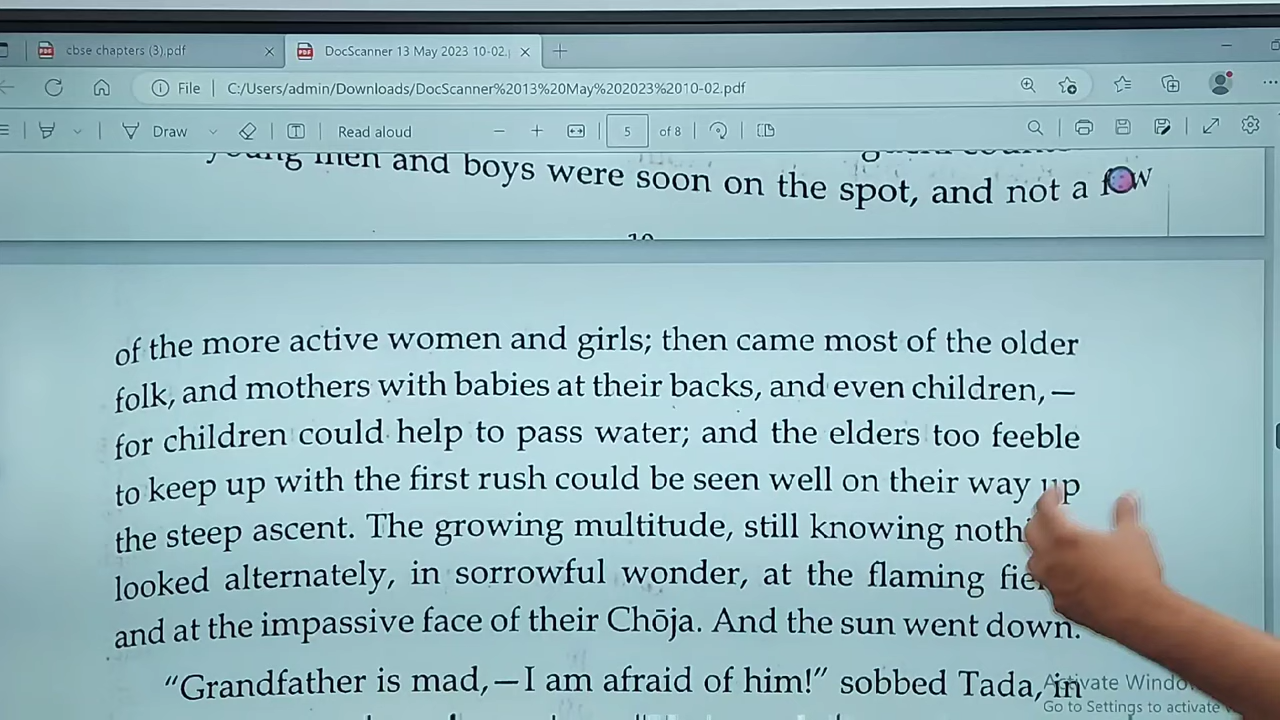 cbse chapters (3).pdf
DocScanner 13 May 2023 10-02.
File
C:/Users/admin/Downloads/DocScanner%2013%20May%202023%2010-02.pdf
Draw
Read aloud
5
of 8
young men and boys were soon on the spot, and not a few
10
of the more active women and girls; then came most of the older
folk, and mothers with babies at their backs, and even children,—
for children could help to pass water; and the elders too feeble
to keep up with the first rush could be seen well on their way up
the steep ascent. The growing multitude, still knowing
looked alternately, in sorrowful wonder, at the flaming
and at the impassive face of their Chōja. And the sun went down.
"Grandfather is mad,—I am afraid of him!" sobbed Tada, in
Activate Windows
Go to Settings to activate